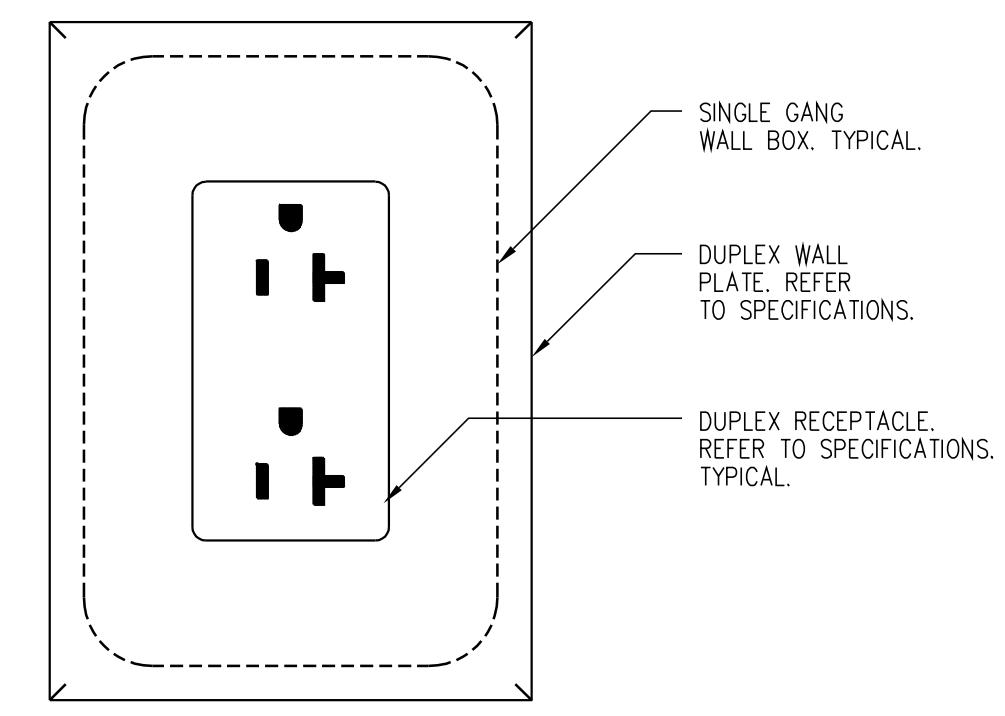 SINGLE GANG
WALL BOX. TYPICAL.
DUPLEX WALL
PLATE. REFER
TO SPECIFICATIONS.
DUPLEX RECEPTACLE.
REFER TO SPECIFICATIONS.
TYPICAL.